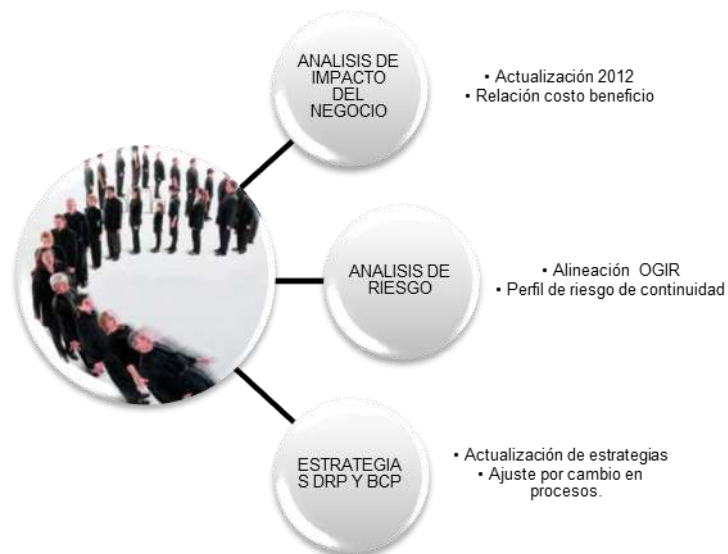 ANALISIS DE
IMPACTO
DEL
NEGOCIO
• Actualización 2012
• Relación costo beneficio
ANALISIS DE
RIESGO
• Alineación OGIR
• Perfil de riesgo de continuidad
ESTRATEGIA
S DRP Y BCP
• Actualización de estrategias
• Ajuste por cambio en
procesos.